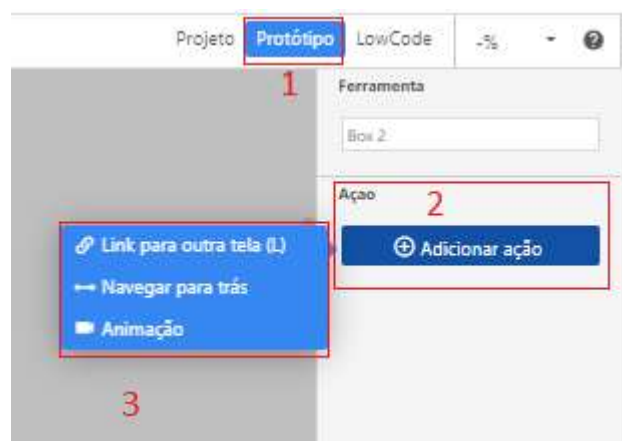 Projeto Protótipo LowCode -%
1
Ferramenta
Box 2
Açao
2
Adicionar ação
Link para outra tela (L)
Navegar para trás
Animação
3